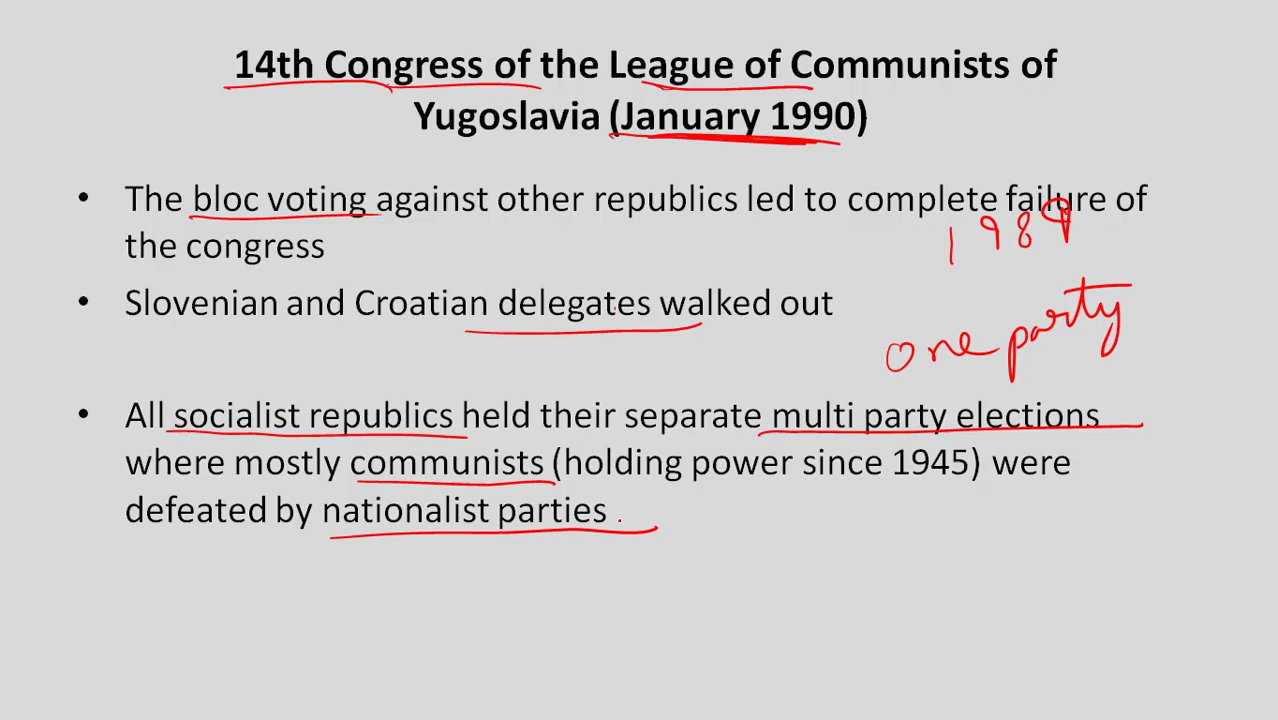 14th Congress of the League of Communists of
Yugoslavia (January 1990)
• The bloc voting against other republics led to complete failure of
the congress
1989
• Slovenian and Croatian delegates walked out
one party
• All socialist republics held their separate multi party elections
where mostly communists (holding power since 1945) were
defeated by nationalist parties .